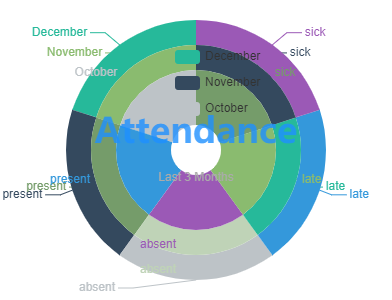 December
sick
November
sick
December
October
sick
November
October
Attendance
Last 3 Months
present
late
present
late
present
late
absent
absent
absent